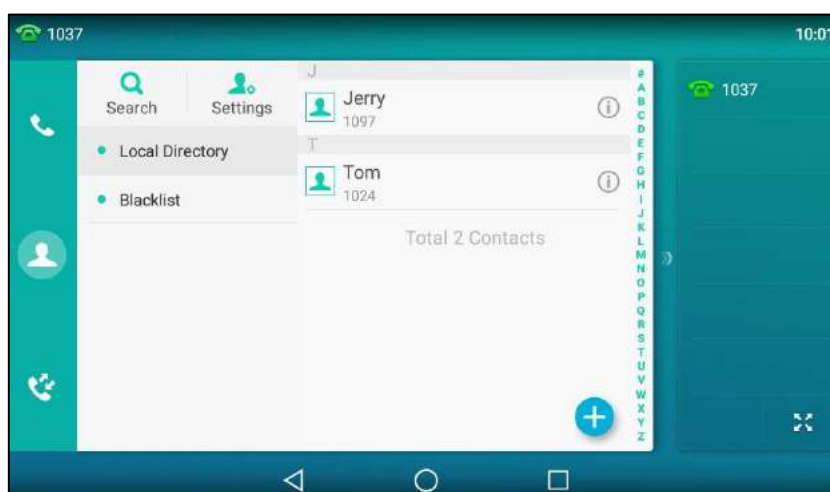 1037
10:01
Search
Settings
Local Directory
Blacklist
J
Jerry
1097
T
Tom
1024
Total 2 Contacts
#
A
B
C
D
E
F
G
H
I
J
K
L
M
N
O
P
Q
R
S
T
U
V
W
X
Y
Z
1037